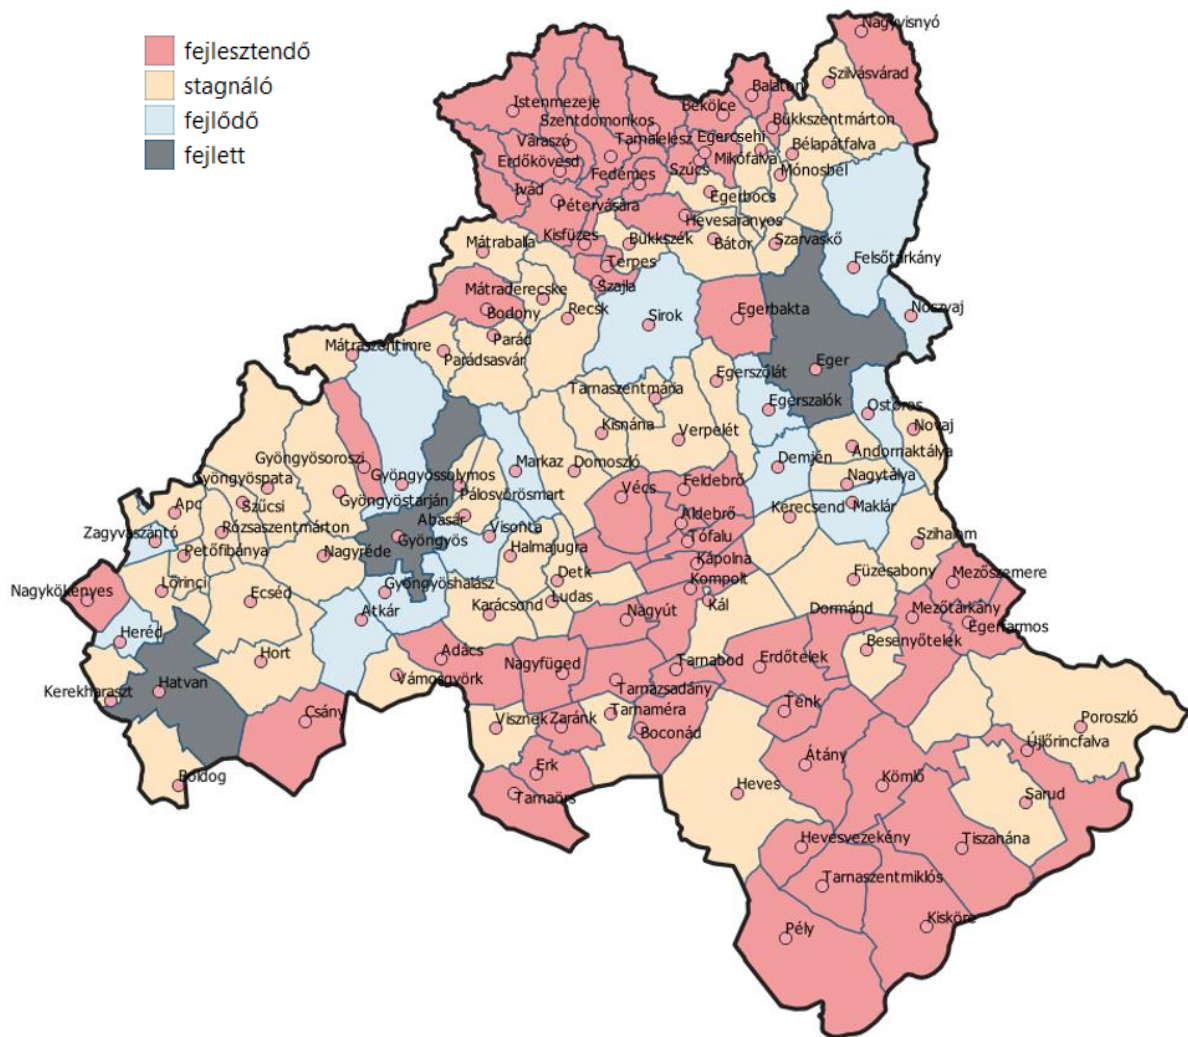 fejlesztendő
stagnáló
fejlődő
fejlett
Nagyvisnyó
Szilvásvárad
Balaton
Bekölce
Istenmezeje
Szentdomonkos
Bükkszentmárton
Váraszó
Tarnalelesz
Egercsehi
Bélapátfalva
Mikófalva
Erdőkövesd
Szúcs
Mónosbél
Fedémes
Ivád
Egerbocs
Pétervására
Hevesaranyos
Kisfüzes
Bükkszék
Bátor
Szarvaskő
Mátraballa
Terpes
Felsőtárkány
Szajla
Mátraderecske
Bodony
Recsk
Sirok
Egerbakta
Noszvaj
Parád
Mátraszentimre
Parádsasvár
Eger
Egerszólát
Tarnaszentmária
Egerszalók
Ostoros
Kisnána
Verpelét
Novaj
Andornaktálya
Gyöngyösoroszi
Markaz
Domoszló
Demjén
Gyöngyössolymos
Gyöngyöspata
Nagytálya
Vécs
Feldebrő
Gyöngyöstarján
Pálosvörösmart
Apc
Szűcsi
Kerecsend
Maklár
Abasár
Aldebrő
Rózsaszentmárton
Visonta
Zagyvaszántó
Gyöngyös
Tófalu
Szihalom
Petőfibánya
Nagyréde
Halmajugra
Kápolna
Detk
Kompolt
Füzesabony
Mezőszemere
Nagykökényes
Lőrinci
Ecséd
Gyöngyöshalász
Ludas
Kál
Atkár
Karácsond
Nagyút
Dormánd
Mezőtárkány
Egerfarmos
Heréd
Besenyőtelek
Hort
Adács
Nagyfüged
Tarnabod
Erdőtelek
Vámosgyörk
Kerekharaszt
Hatvan
Tarnazsadány
Csány
Visznek
Zaránk
Tarnaméra
Boconád
Tenk
Poroszló
Újlőrincfalva
Erk
Átány
Boldog
Tarnaörs
Heves
Kömlő
Sarud
Hevesvezekény
Tiszanána
Tarnaszentmiklós
Pély
Kisköre